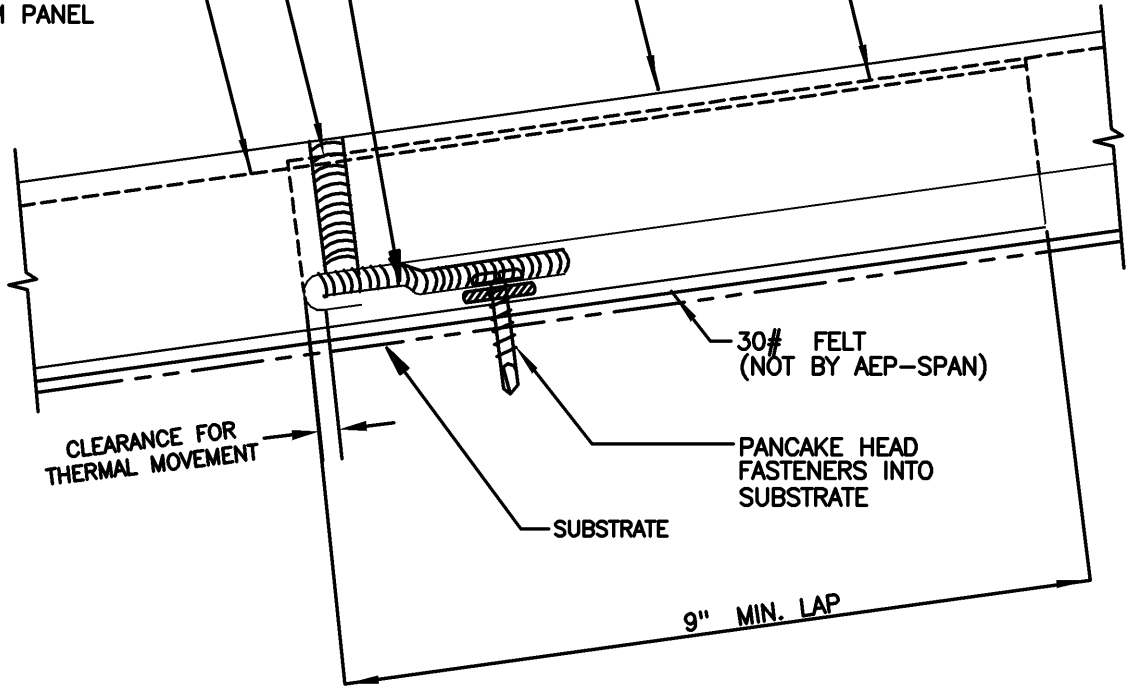 PANEL
30# FELT
(NOT BY AEP-SPAN)
CLEARANCE FOR
THERMAL MOVEMENT
PANCAKE HEAD
FASTENERS INTO
SUBSTRATE
SUBSTRATE
9" MIN. LAP